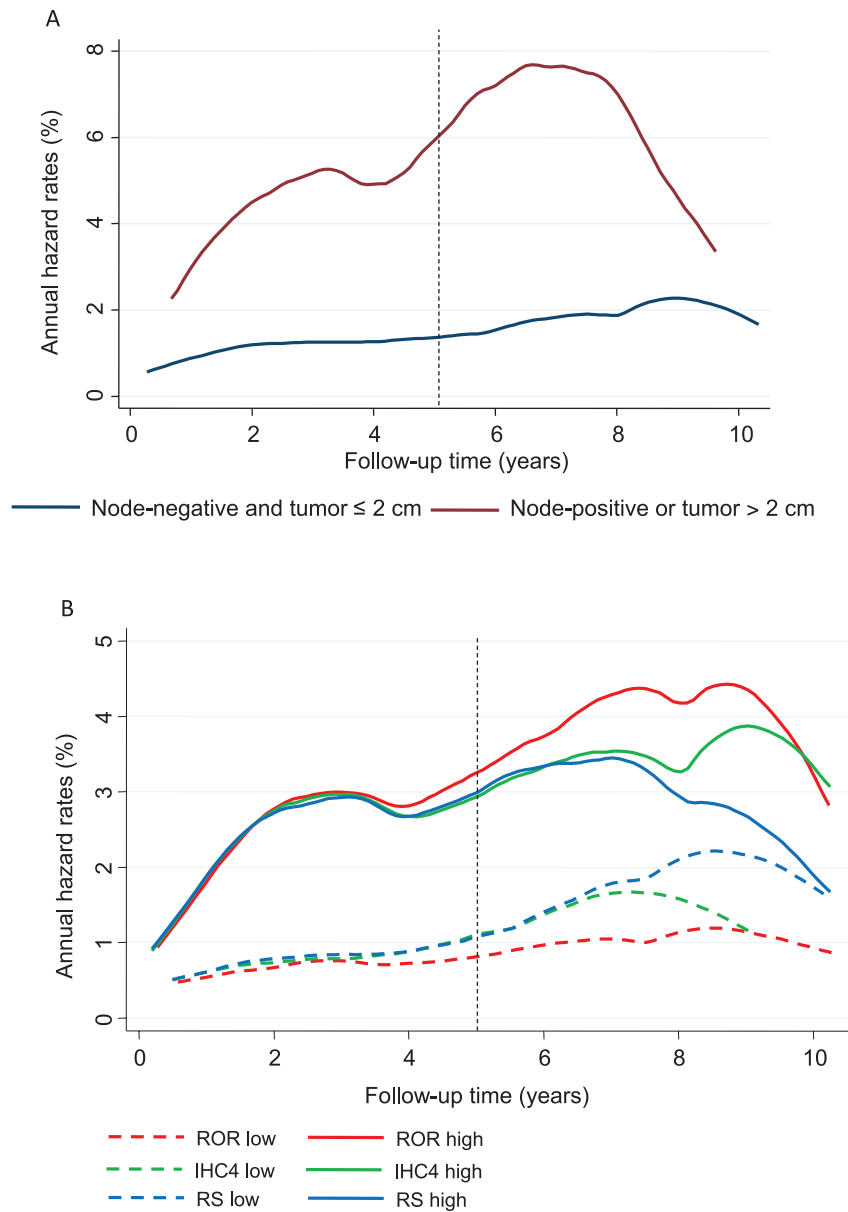 A
Annual hazard rates (%)
8
6
4
2
0
0 2 4 6 8 10
Follow-up time (years)
Node-negative and tumor ≤ 2 cm Node-positive or tumor > 2 cm
B
Annual hazard rates (%)
5
4
3
2
1
0
0 2 4 6 8 10
Follow-up time (years)
ROR low ROR high
IHC4 low IHC4 high
RS low RS high